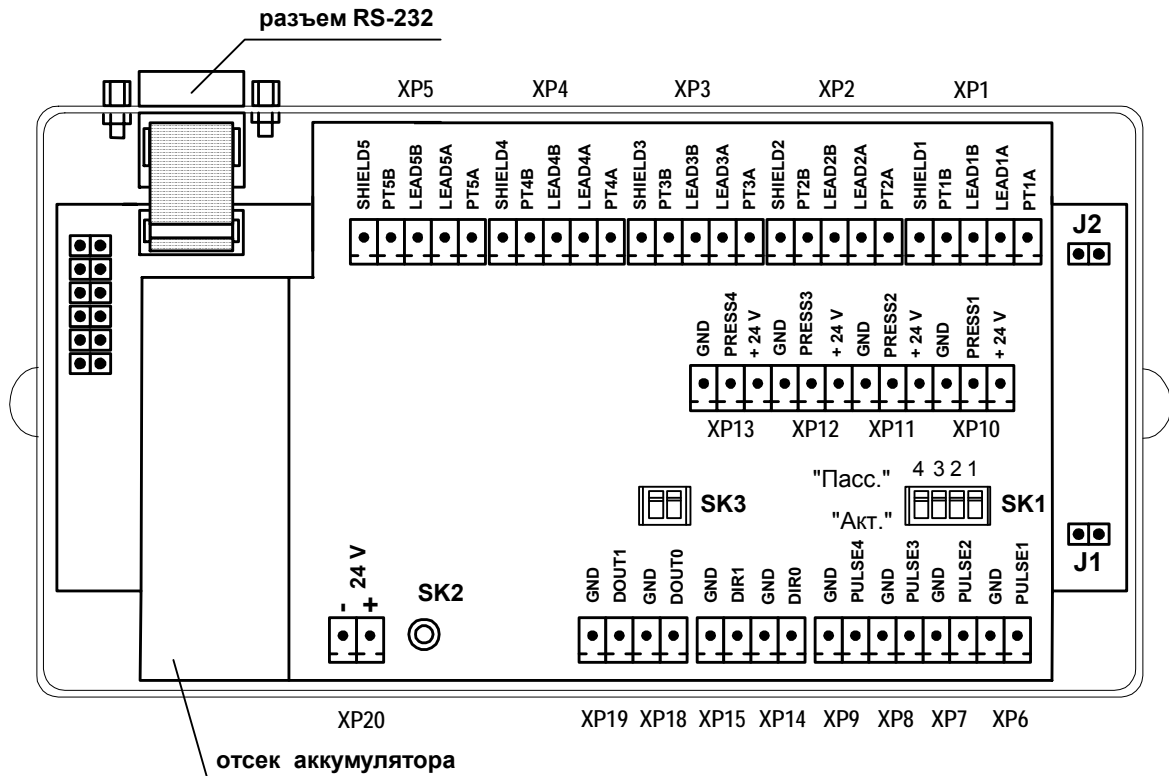 разъем RS-232
XP5 XP4 XP3 XP2 XP1
SHIELD5 PT5B LEAD5B LEAD5A PT5A SHIELD4 PT4B LEAD4B LEAD4A PT4A SHIELD3 PT3B LEAD3B LEAD3A PT3A SHIELD2 PT2B LEAD2B LEAD2A PT2A SHIELD1 PT1B LEAD1B LEAD1A PT1A
J2
GND PRESS4 + 24 V GND PRESS3 + 24 V GND PRESS2 + 24 V GND PRESS1 + 24 V
XP13 XP12 XP11 XP10
"Пасс." 4 3 2 1
SK3 SK1
"Акт."
J1
- + 24 V
SK2
GND DOUT1 GND DOUT0 GND DIR1 GND DIR0 GND PULSE4 GND PULSE3 GND PULSE2 GND PULSE1
XP20 XP19 XP18 XP15 XP14 XP9 XP8 XP7 XP6
отсек аккумулятора